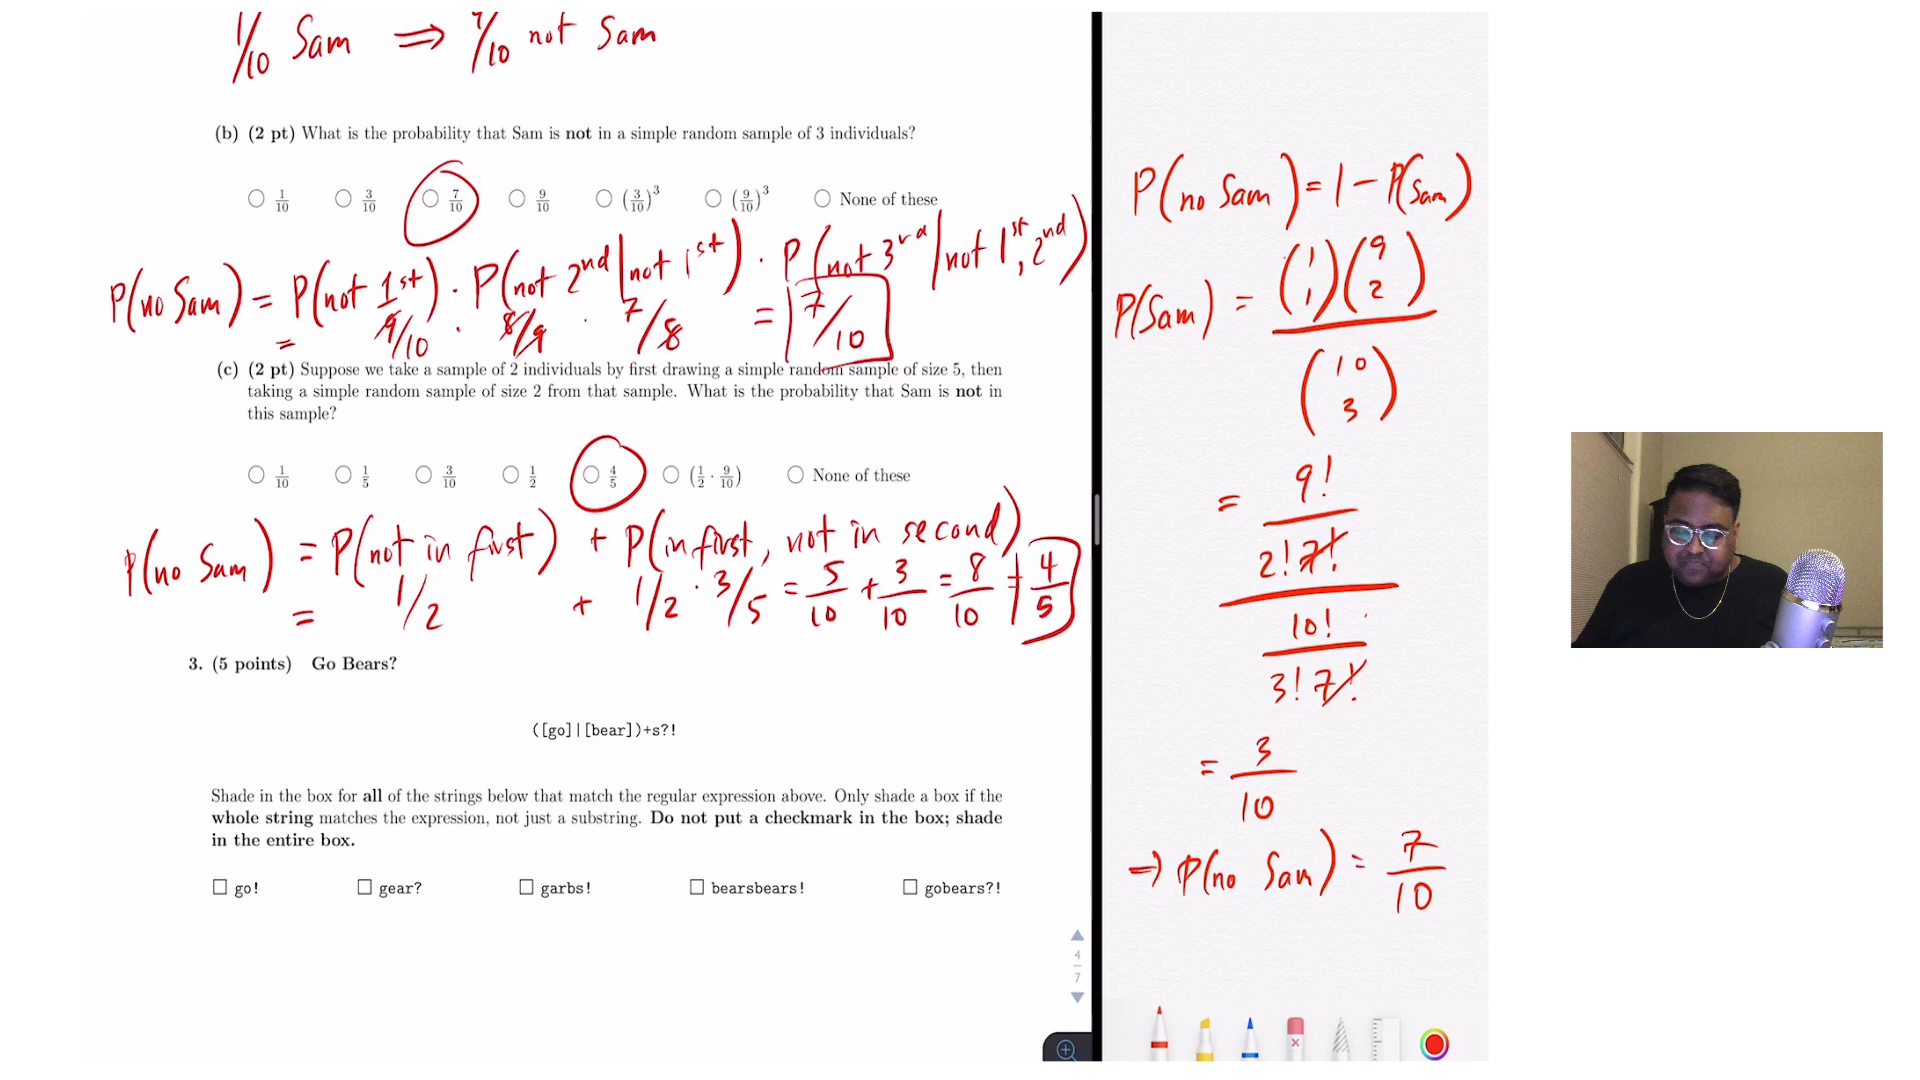 1/10 Sam ⇒ 9/10 not Sam
(b) (2 pt) What is the probability that Sam is not in a simple random sample of 3 individuals?
○ 1/10 ○ 3/10 ○ 7/10 ○ 9/10 ○ (3/10)^3 ○ (9/10)^3 ○ None of these
P(no Sam) = P(not 1st) · P(not 2nd | not 1st) · P(not 3rd | not 1st, 2nd)
= 9/10 · 8/9 · 7/8 = 7/10
(c) (2 pt) Suppose we take a sample of 2 individuals by first drawing a simple random sample of size 5, then
taking a simple random sample of size 2 from that sample. What is the probability that Sam is not in
this sample?
○ 1/10 ○ 1/5 ○ 3/10 ○ 1/2 ○ 4/5 ○ (1/2 · 9/10) ○ None of these
P(no Sam) = P(not in first) + P(in first, not in second)
= 1/2 + 1/2 · 3/5 = 5/10 + 3/10 = 8/10 = 4/5
3. (5 points) Go Bears?
([go]|[bear])+s?!
Shade in the box for all of the strings below that match the regular expression above. Only shade a box if the
whole string matches the expression, not just a substring. Do not put a checkmark in the box; shade
in the entire box.
□ go! □ gear? □ garbs! □ bearsbears! □ gobears?!
4
7
P(no Sam) = 1 - P(Sam)
P(Sam) = (1 1)(9 2) / (10 3)
= 9! / 2! 7!
10! / 3! 7!
= 3/10
⇒ P(no Sam) = 7/10